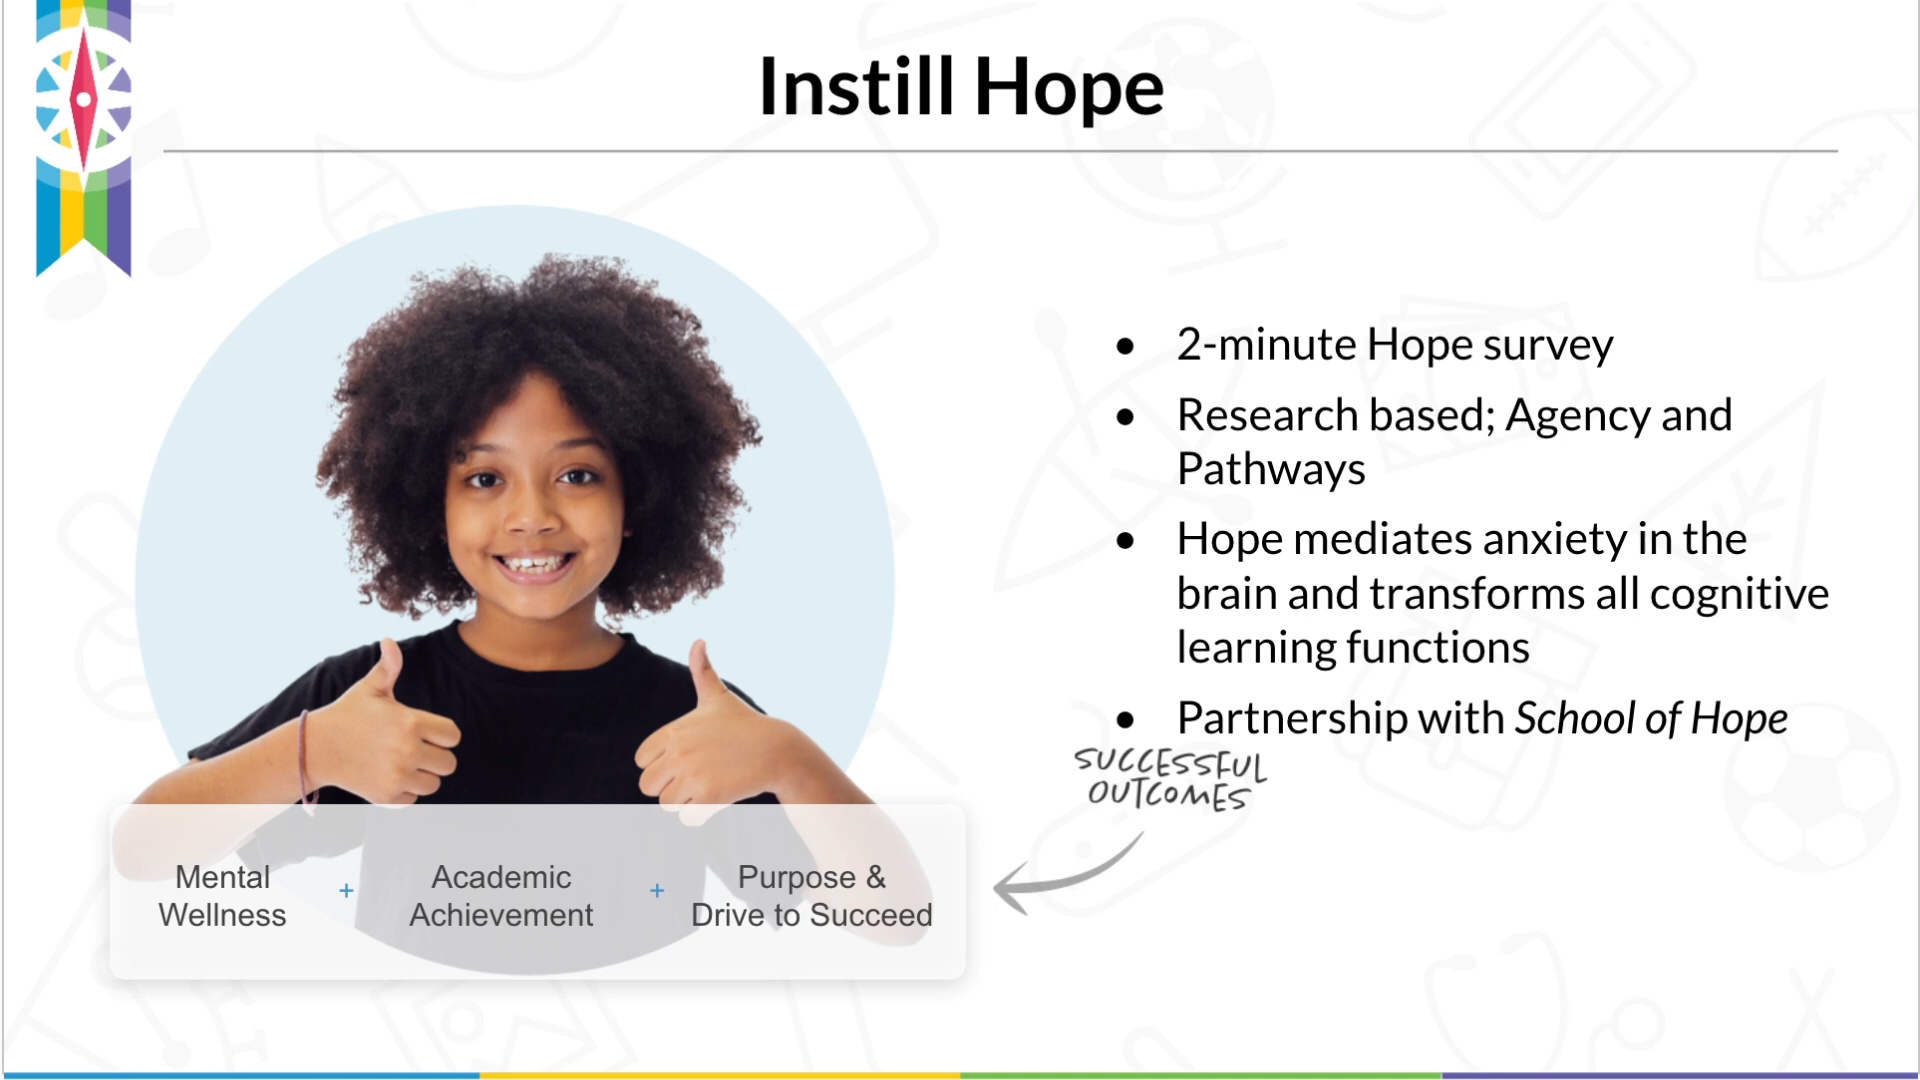 Instill Hope
• 2-minute Hope survey
• Research based; Agency and
Pathways
• Hope mediates anxiety in the
brain and transforms all cognitive
learning functions
• Partnership with School of Hope
SUCCESSFUL
OUTCOMES
Mental
Wellness
+
Academic
Achievement
+
Purpose &
Drive to Succeed